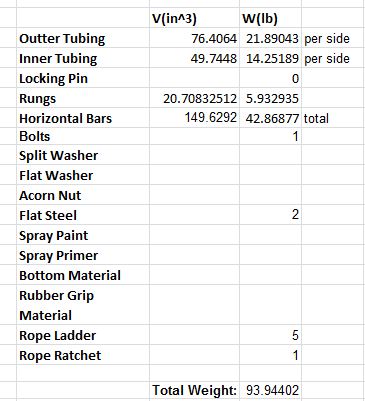 V(in^3) W(lb)
Outter Tubing 76.4064 21.89043 per side
Inner Tubing 49.7448 14.25189 per side
Locking Pin 0
Rungs 20.70832512 5.932935
Horizontal Bars 149.6292 42.86877 total
Bolts 1
Split Washer
Flat Washer
Acorn Nut
Flat Steel 2
Spray Paint
Spray Primer
Bottom Material
Rubber Grip
Material
Rope Ladder 5
Rope Ratchet 1
Total Weight: 93.94402